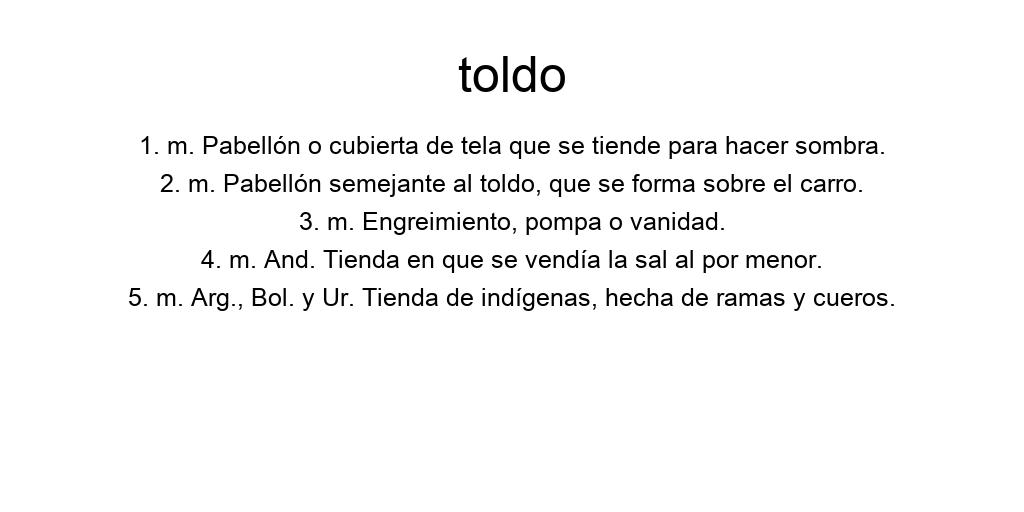 toldo
1. m. Pabellón o cubierta de tela que se tiende para hacer sombra.
2. m. Pabellón semejante al toldo, que se forma sobre el carro.
3. m. Engreimiento, pompa o vanidad.
4. m. And. Tienda en que se vendía la sal al por menor.
5. m. Arg., Bol. y Ur. Tienda de indígenas, hecha de ramas y cueros.